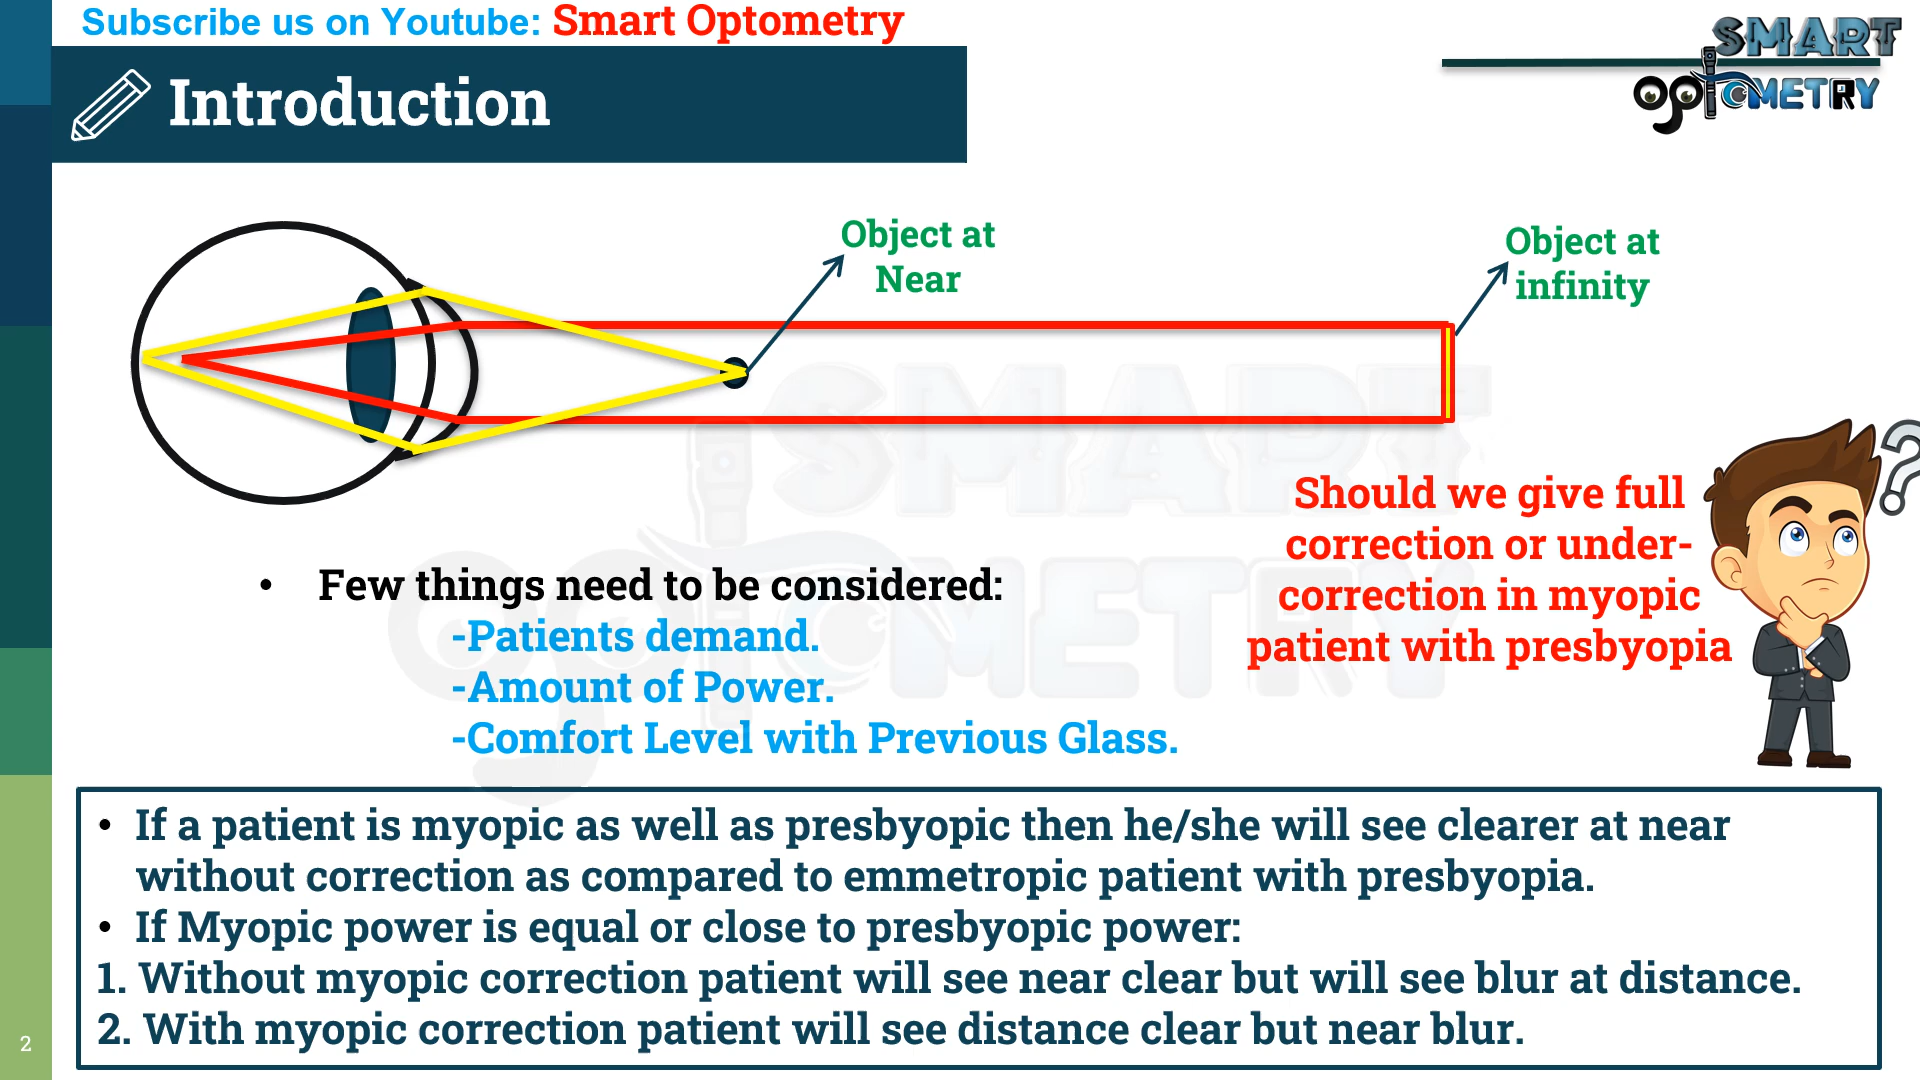 Subscribe us on Youtube: Smart Optometry
SMART
OptOMETRY
Introduction
Object at
Near
Object at
infinity
SMART
OptOMETRY
Should we give full
correction or under-
correction in myopic
patient with presbyopia
?
• Few things need to be considered:
-Patients demand.
-Amount of Power.
-Comfort Level with Previous Glass.
• If a patient is myopic as well as presbyopic then he/she will see clearer at near
without correction as compared to emmetropic patient with presbyopia.
• If Myopic power is equal or close to presbyopic power:
1. Without myopic correction patient will see near clear but will see blur at distance.
2. With myopic correction patient will see distance clear but near blur.
2